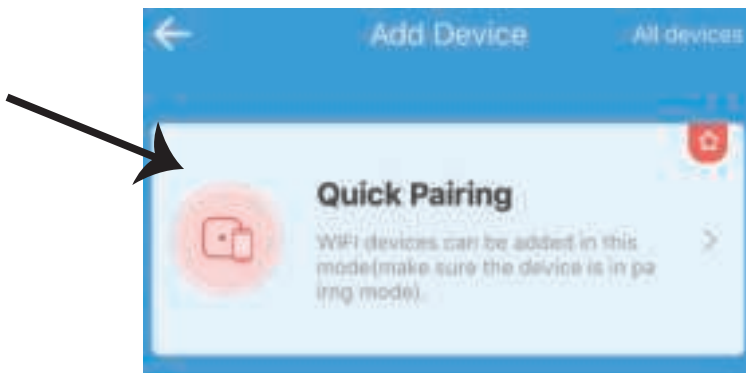 Add Device
All devices
Quick Pairing
WIFI devices can be added in this
mode(make sure the device is in pa
irng mode).